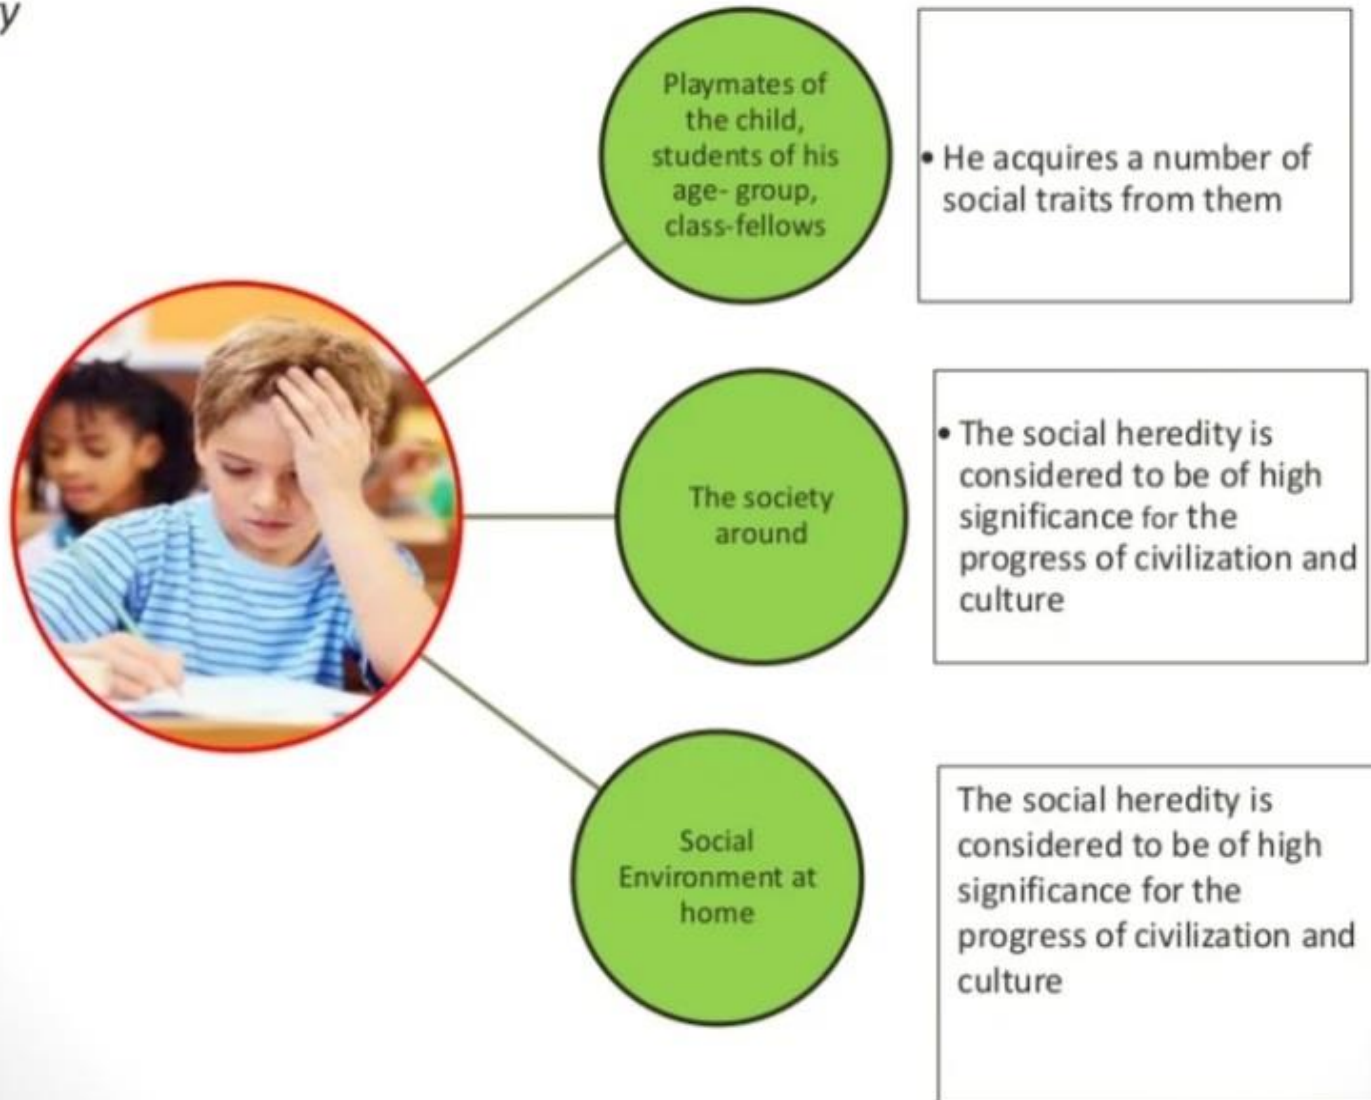 Playmates of
the child,
students of his
age- group,
class-fellows
• He acquires a number of
social traits from them
The society
around
• The social heredity is
considered to be of high
significance for the
progress of civilization and
culture
Social
Environment at
home
The social heredity is
considered to be of high
significance for the
progress of civilization and
culture